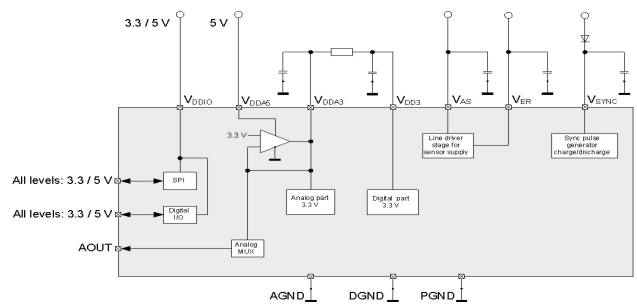 3.3 / 5 V
5 V
VDDIO
VDDA5
VDDA3
VDD3
VAS
VER
VSYNC
3.3 V
Line driver
stage for
sensor supply
Sync pulse
generator
charge/discharge
All levels: 3.3 / 5 V
SPI
All levels: 3.3 / 5 V
Digital
I/O
Analog part
3.3 V
Digital part
3.3 V
AOUT
Analog
MUX
AGND
DGND
PGND